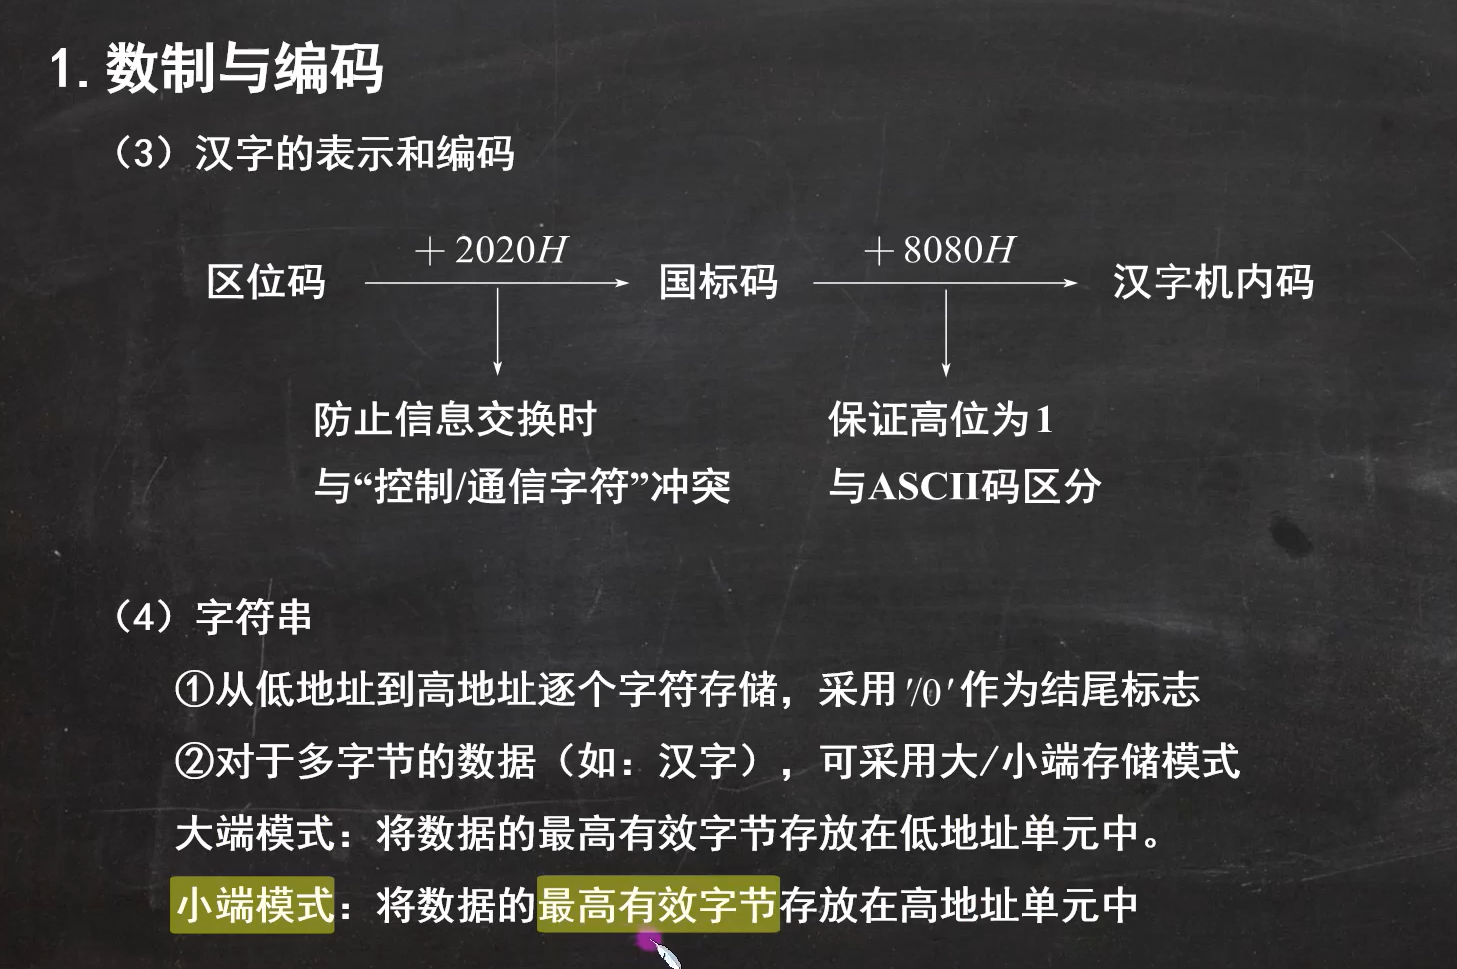 1. 数制与编码
（3）汉字的表示和编码
+2020H +8080H
区位码 国标码 汉字机内码
防止信息交换时 保证高位为1
与“控制/通信字符”冲突 与ASCII码区分
（4）字符串
①从低地址到高地址逐个字符存储，采用'/0'作为结尾标志
②对于多字节的数据（如：汉字），可采用大/小端存储模式
大端模式：将数据的最高有效字节存放在低地址单元中。
小端模式：将数据的最高有效字节存放在高地址单元中